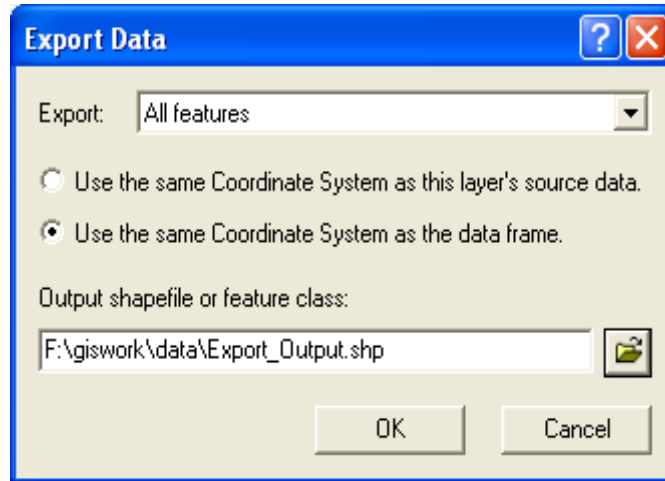 Export Data
Export: All features
Use the same Coordinate System as this layer's source data.
Use the same Coordinate System as the data frame.
Output shapefile or feature class:
F:\giswork\data\Export_Output.shp
OK Cancel